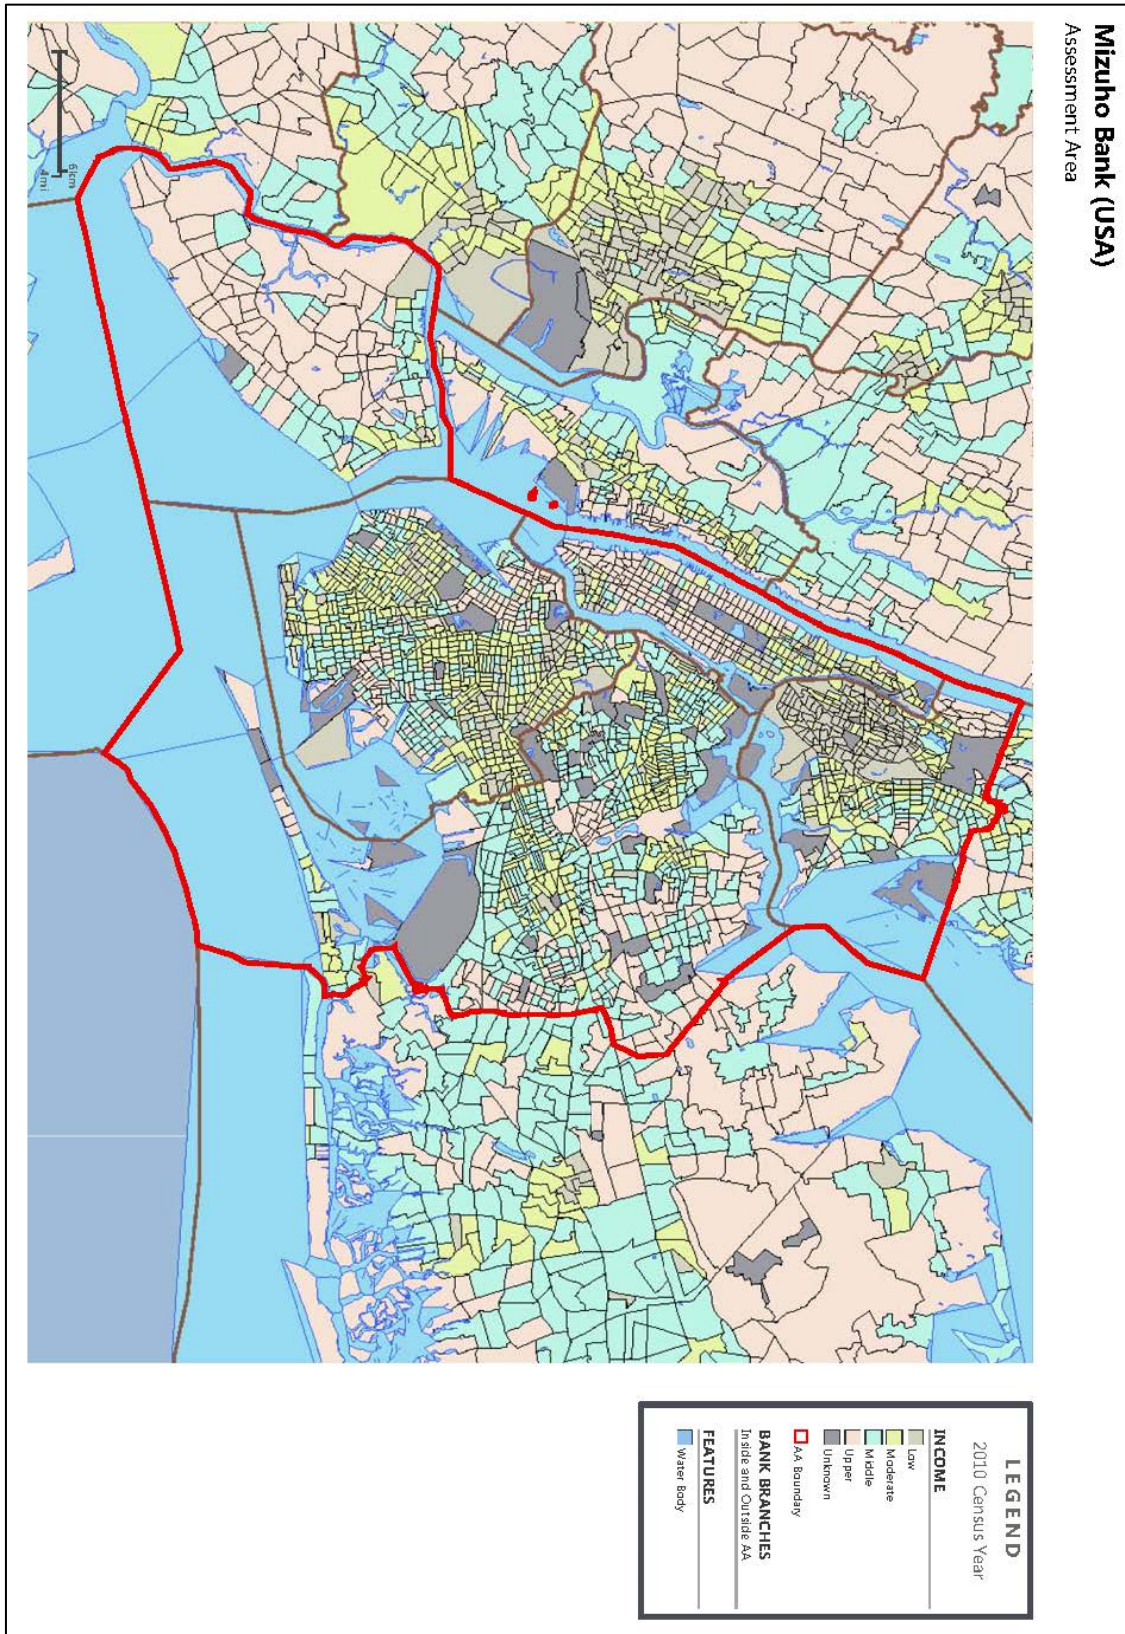 Mizuho Bank (USA)
Assessment Area
6km
4mi
LEGEND
2010 Census Year
INCOME
Low
Moderate
Middle
Upper
Unknown
AA Boundary
BANK BRANCHES
Inside and Outside AA
FEATURES
Water Body